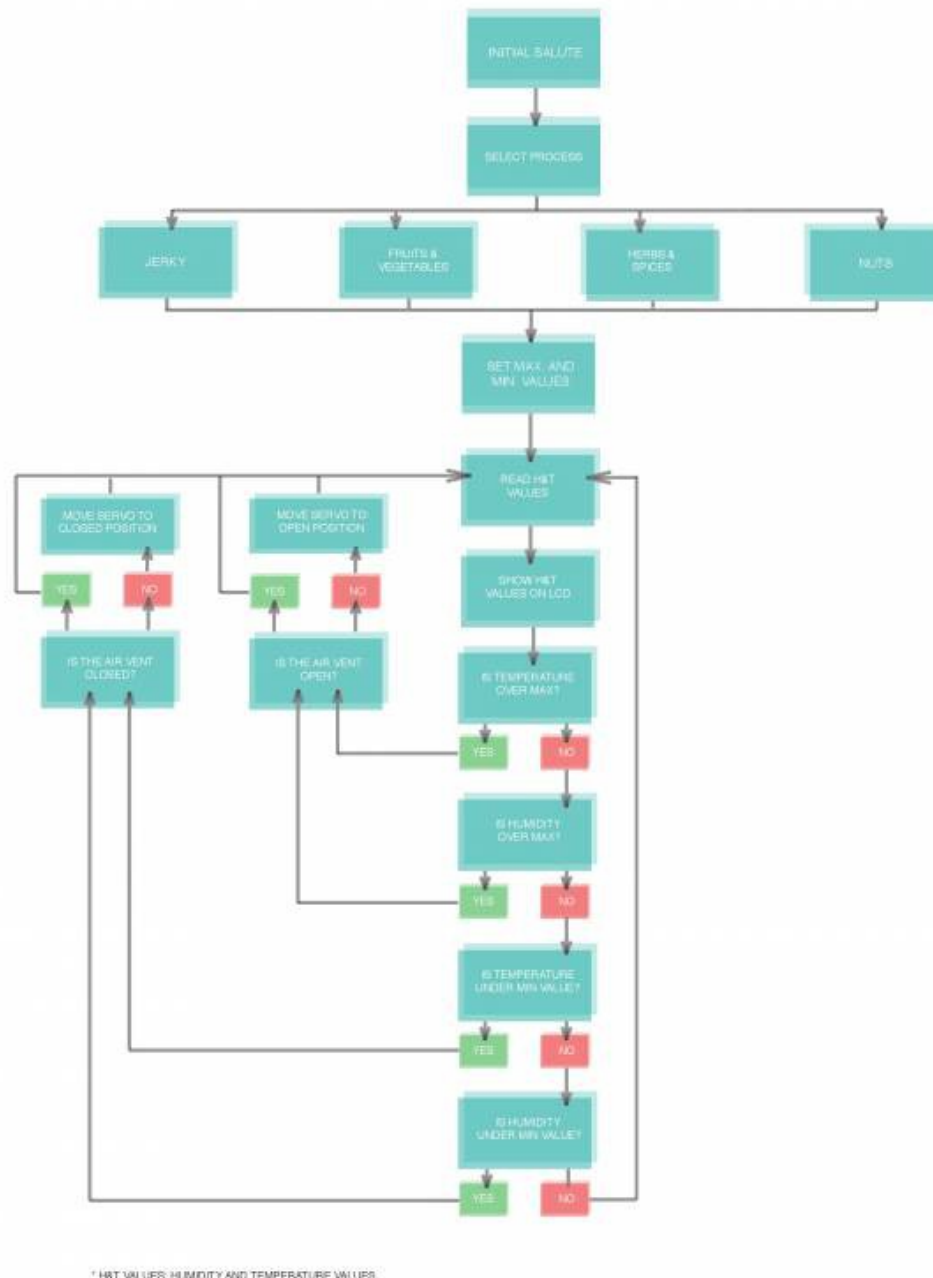 INITIAL SALUTE
SELECT PROCESS
JERKY
FRUITS &
VEGETABLES
HERBS &
SPICES
NUTS
SET MAX. AND
MIN. VALUES
READ H&T
VALUES
MOVE SERVO TO
CLOSED POSITION
MOVE SERVO TO
OPEN POSITION
SHOW H&T
VALUES ON LCD
YES
NO
YES
NO
IS THE AIR VENT
CLOSED?
IS THE AIR VENT
OPEN?
IS TEMPERATURE
OVER MAX?
YES
NO
IS HUMIDITY
OVER MAX?
YES
NO
IS TEMPERATURE
UNDER MIN VALUE?
YES
NO
IS HUMIDITY
UNDER MIN VALUE?
YES
NO
* H&T VALUES: HUMIDITY AND TEMPERATURE VALUES